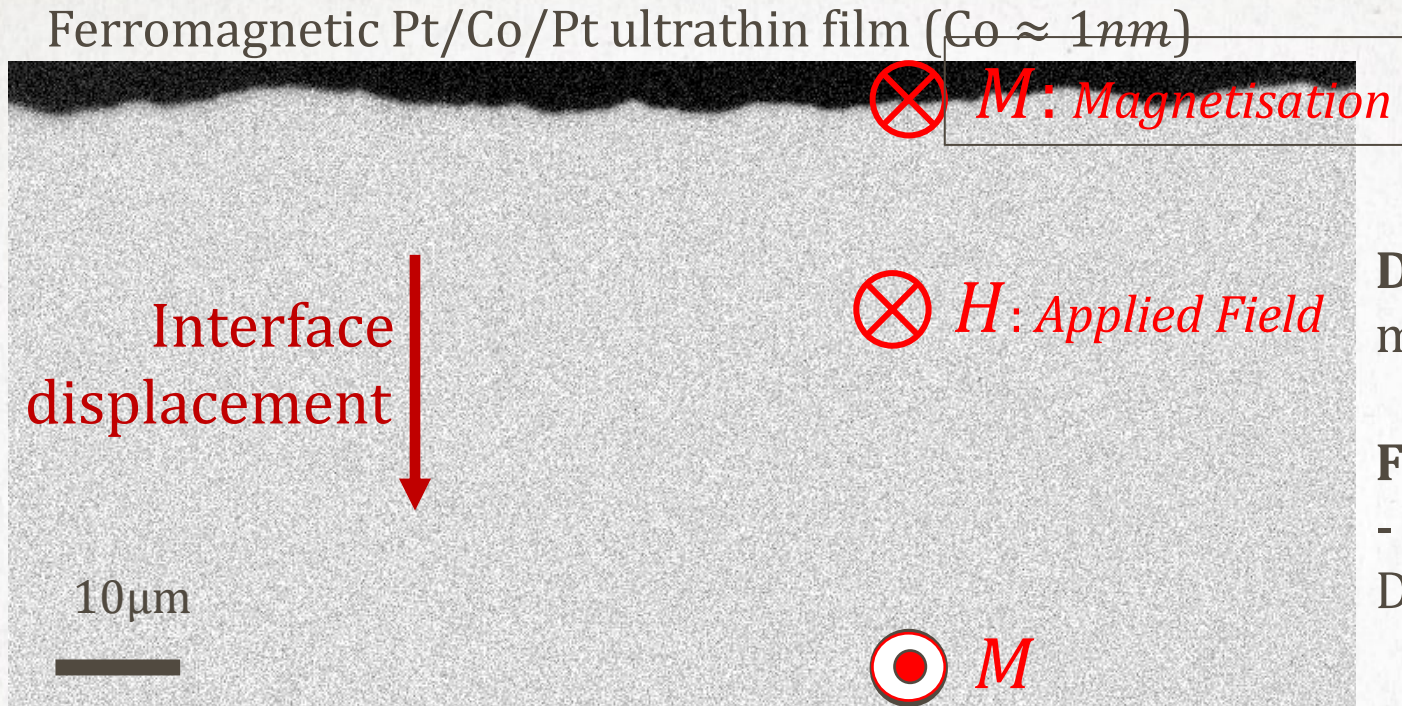 Ferromagnetic Pt/Co/Pt ultrathin film (Co ≈ 1nm)
M: Magnetisation
Interface
displacement
H: Applied Field
10μm
M
D
m
F
-
D